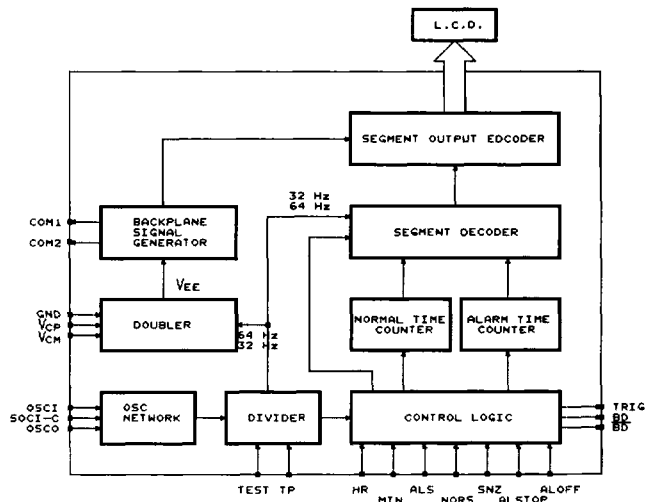 L.C.D.
SEGMENT OUTPUT EDCODER
32 Hz
64 Hz
COM1
COM2
BACKPLANE
SIGNAL
GENERATOR
SEGMENT DECODER
VEE
GND
VCP
VCM
DOUBLER
64 Hz
32 Hz
NORMAL TIME
COUNTER
ALARM TIME
COUNTER
OSCI
SOCI-C
OSCO
OSC
NETWORK
DIVIDER
CONTROL LOGIC
TRIG
BD
BD
TEST TP
HR
MIN
ALS
NORS
SNZ
ALSTOP
ALOFF